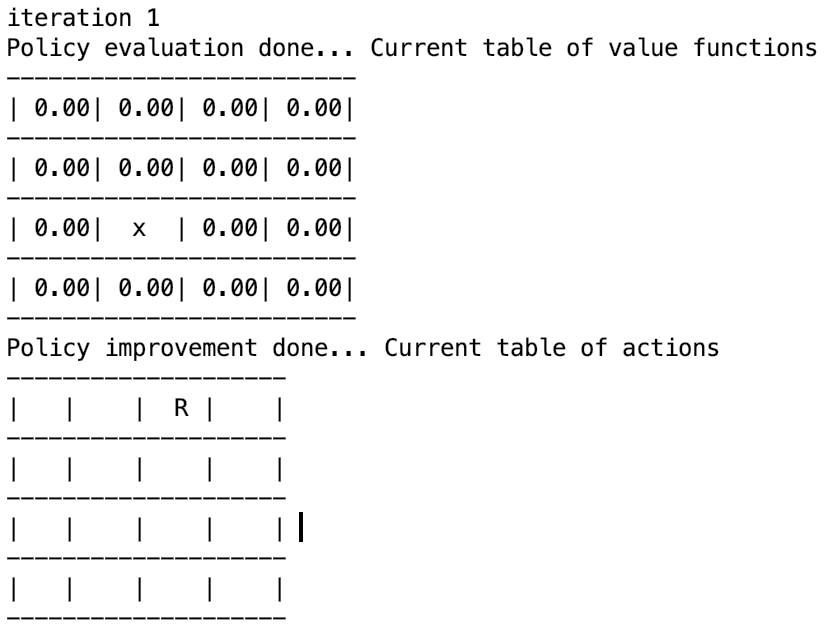 iteration 1
Policy evaluation done... Current table of value functions
-------------------------
| 0.00| 0.00| 0.00| 0.00|
-------------------------
| 0.00| 0.00| 0.00| 0.00|
-------------------------
| 0.00|  x  | 0.00| 0.00|
-------------------------
| 0.00| 0.00| 0.00| 0.00|
-------------------------
Policy improvement done... Current table of actions
--------------------
|   |    |  R |    |
--------------------
|   |    |    |    |
--------------------
|   |    |    |    |
--------------------
|   |    |    |    |
--------------------